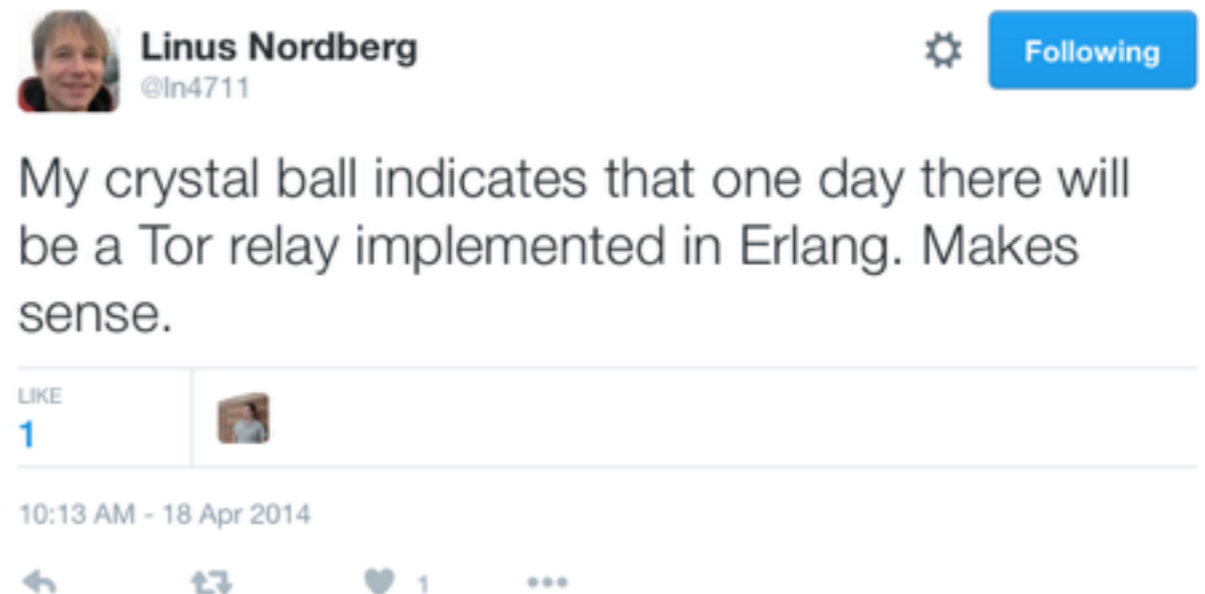 Linus Nordberg
Following
@ln4711
My crystal ball indicates that one day there will
be a Tor relay implemented in Erlang. Makes
sense.
LIKE
1
10:13 AM - 18 Apr 2014
1